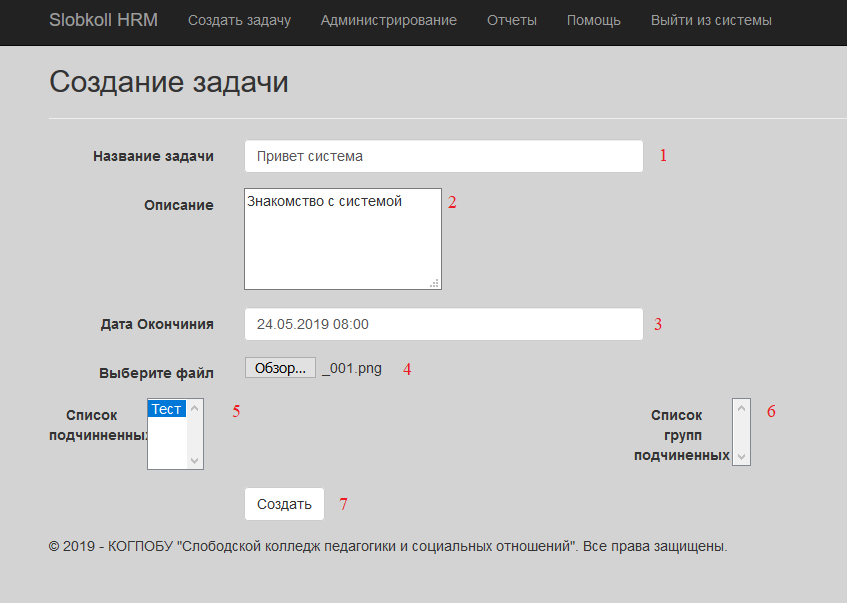 Slobkoll HRM Создать задачу Администрирование Отчеты Помощь Выйти из системы
Создание задачи
Название задачи Привет система 1
Описание Знакомство с системой 2
Дата Окончиния 24.05.2019 08:00 3
Выберите файл Обзор... _001.png 4
Список Тест 5 Список 6
подчинненных групп
подчиненных
Создать 7
© 2019 - КОГПОБУ "Слободской колледж педагогики и социальных отношений". Все права защищены.